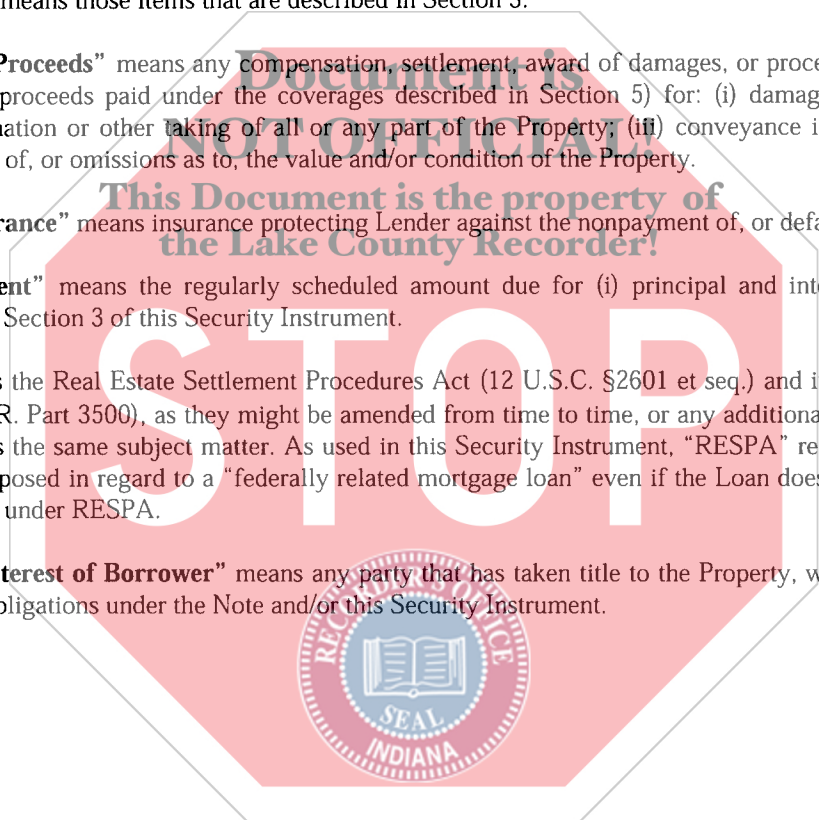 means those items that are described in Section 3.
Document is
Proceeds” means any compensation, settlement, award of damages, or proce
proceeds paid under the coverages described in Section 5) for: (i) damag
NOT OFFICIAL!
nation or other taking of all or any part of the Property; (iii) conveyance i
of, or omissions as to, the value and/or condition of the Property.
This Document is the property of
rance” means insurance protecting Lender against the nonpayment of, or defa
the Lake County Recorder!
ent” means the regularly scheduled amount due for (i) principal and inte
Section 3 of this Security Instrument.
STOP
s the Real Estate Settlement Procedures Act (12 U.S.C. §2601 et seq.) and i
R. Part 3500), as they might be amended from time to time, or any additiona
s the same subject matter. As used in this Security Instrument, “RESPA” re
posed in regard to a “federally related mortgage loan” even if the Loan does
under RESPA.
terest of Borrower” means any party that has taken title to the Property, w
bligations under the Note and/or this Security Instrument.
RECORDER'S OFFICE
SEAL
INDIANA